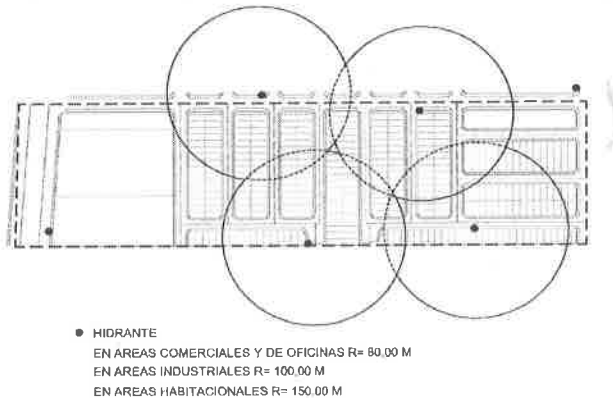 HIDRANTE
EN AREAS COMERCIALES Y DE OFICINAS R= 80,00 M
EN AREAS INDUSTRIALES R= 100,00 M
EN AREAS HABITACIONALES R= 150.00 M